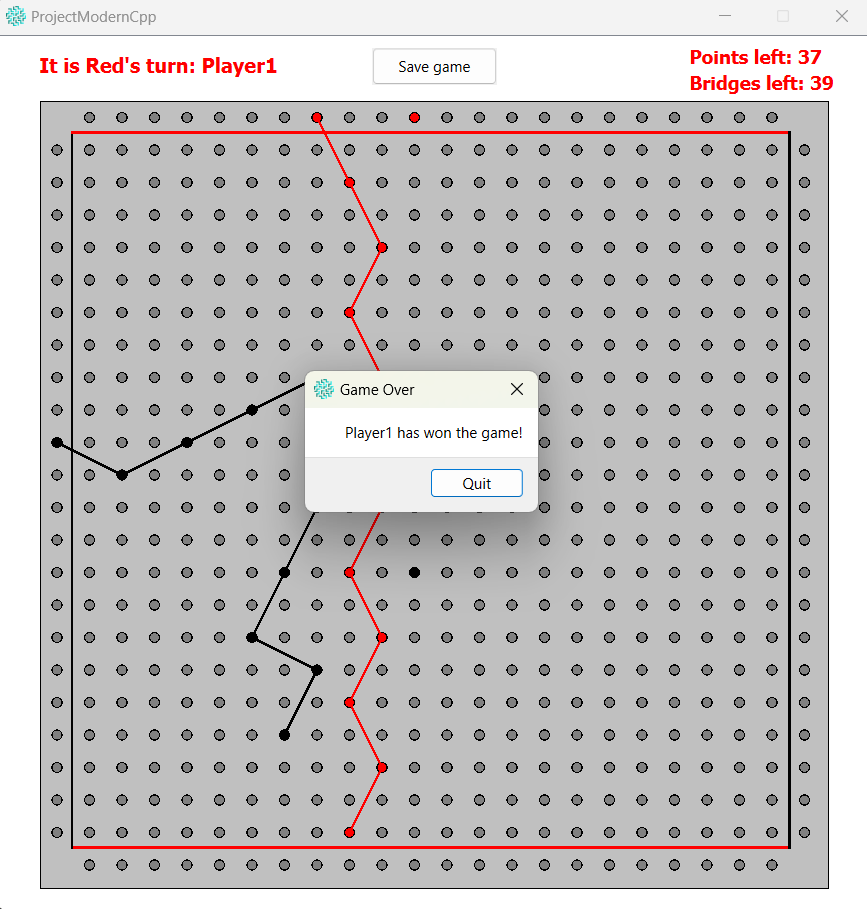 ProjectModernCpp
It is Red's turn: Player1
Save game
Points left: 37
Bridges left: 39
Game Over
Player1 has won the game!
Quit